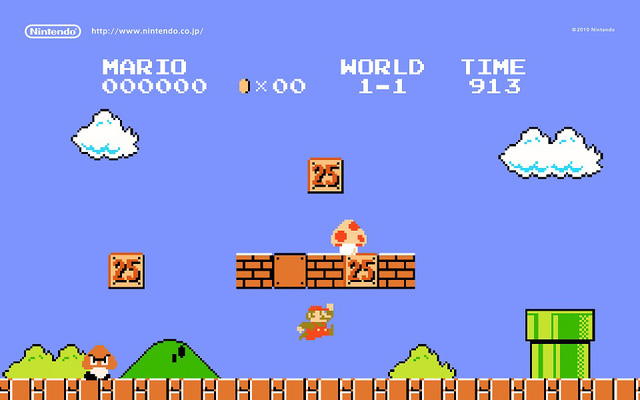 Nintendo http://www.nintendo.co.jp/ ©2010 Nintendo
MARIO WORLD TIME
000000 ×00 1-1 913
25
25 25